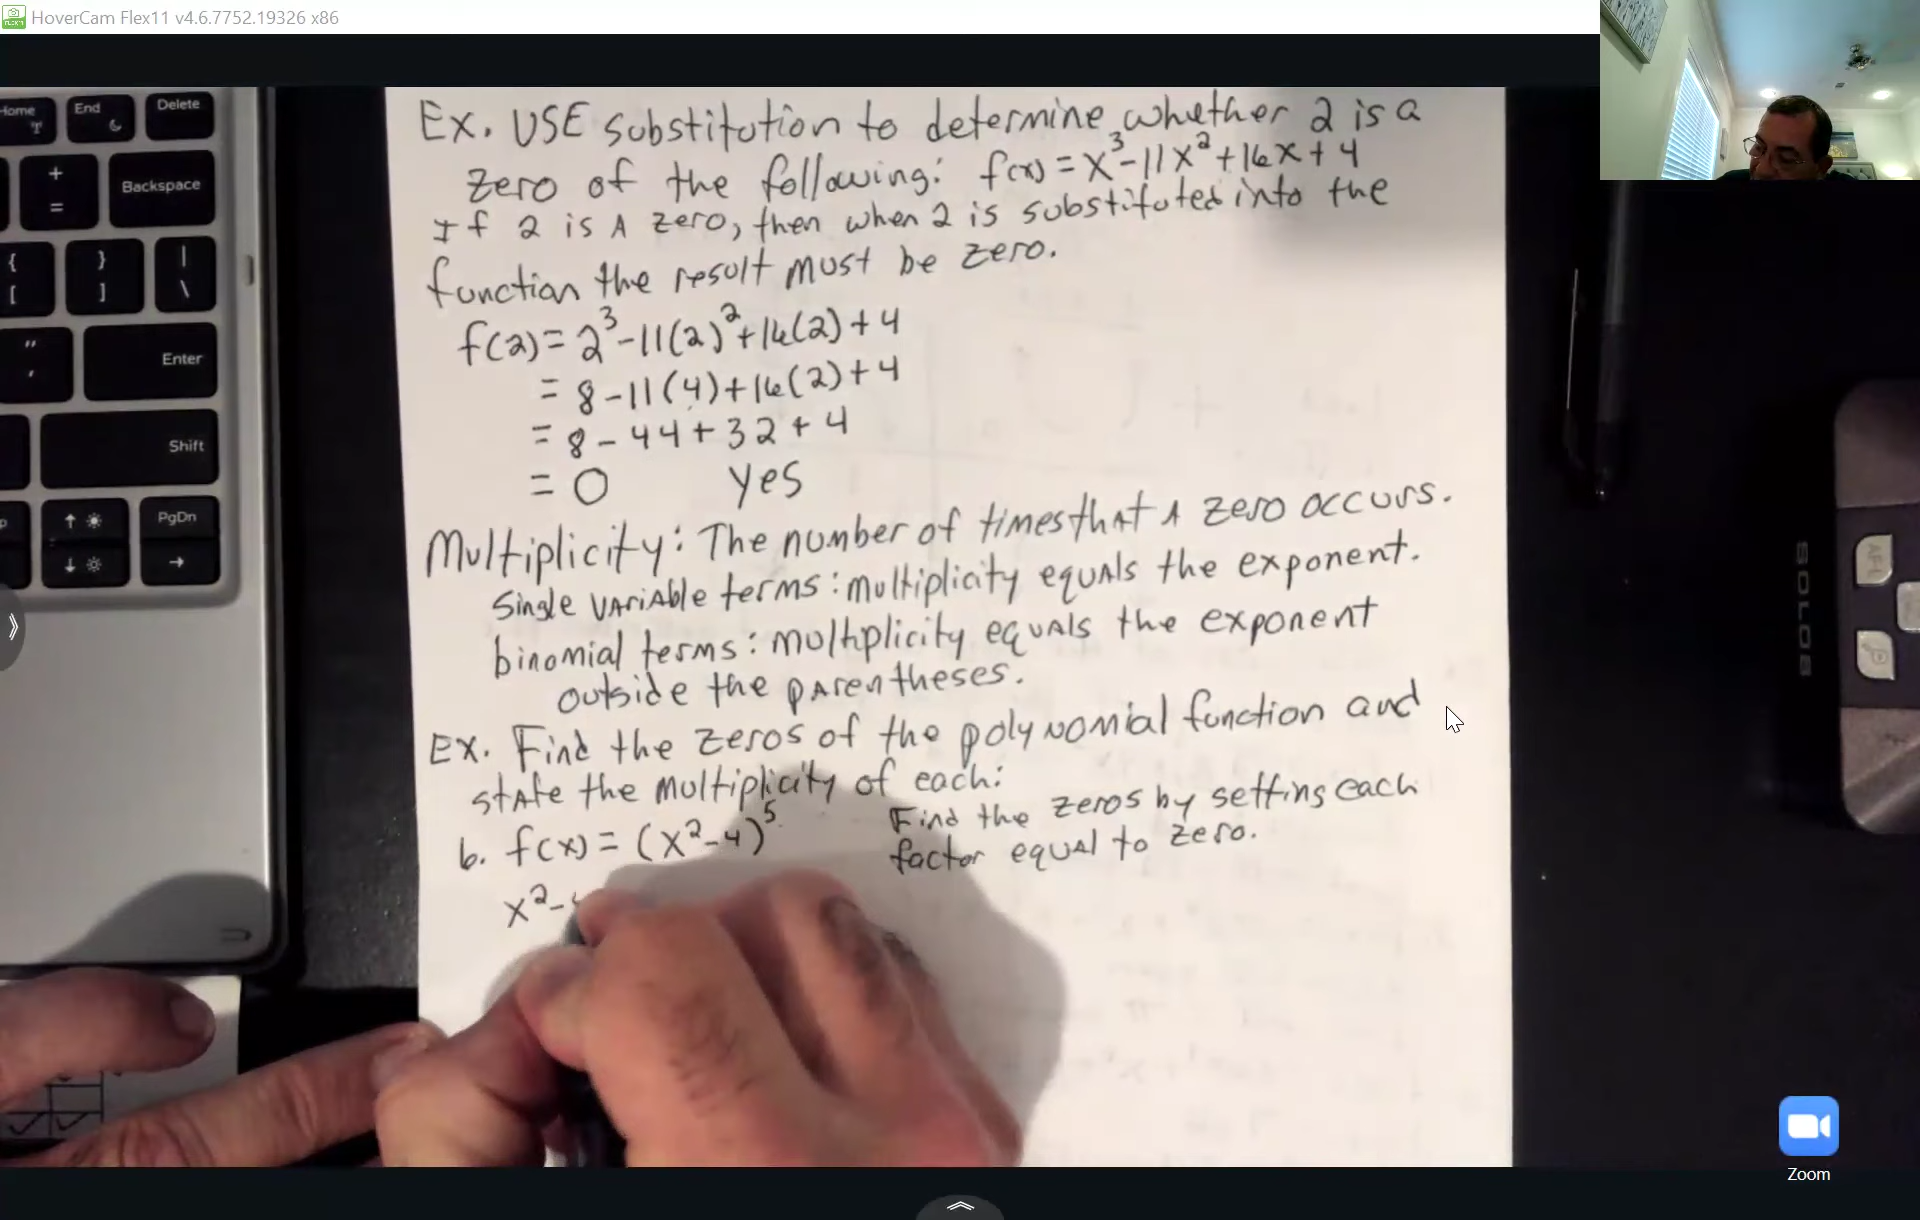 HoverCam Flex11 v4.6.7752.19326 x86
Home
End
Delete
+
=
Backspace
{
[
}
]
|
\
"
'
Enter
Shift
PgDn
Ex. USE substitution to determine whether 2 is a
zero of the following: f(x) = x³-11x²+16x+4
If 2 is A zero, then when 2 is substituted into the
function the result must be zero.
f(2) = 2³-11(2)²+16(2)+4
= 8-11(4)+16(2)+4
= 8-44+32+4
= 0 yes
Multiplicity: The number of times that A zero occurs.
Single variable terms: multiplicity equals the exponent.
binomial terms: multiplicity equals the exponent
outside the parentheses.
Ex. Find the zeros of the polynomial function and
state the multiplicity of each:
Find the zeros by setting each
b. f(x) = (x²-4)⁵
factor equal to zero.
x²-
SOLO8
Zoom